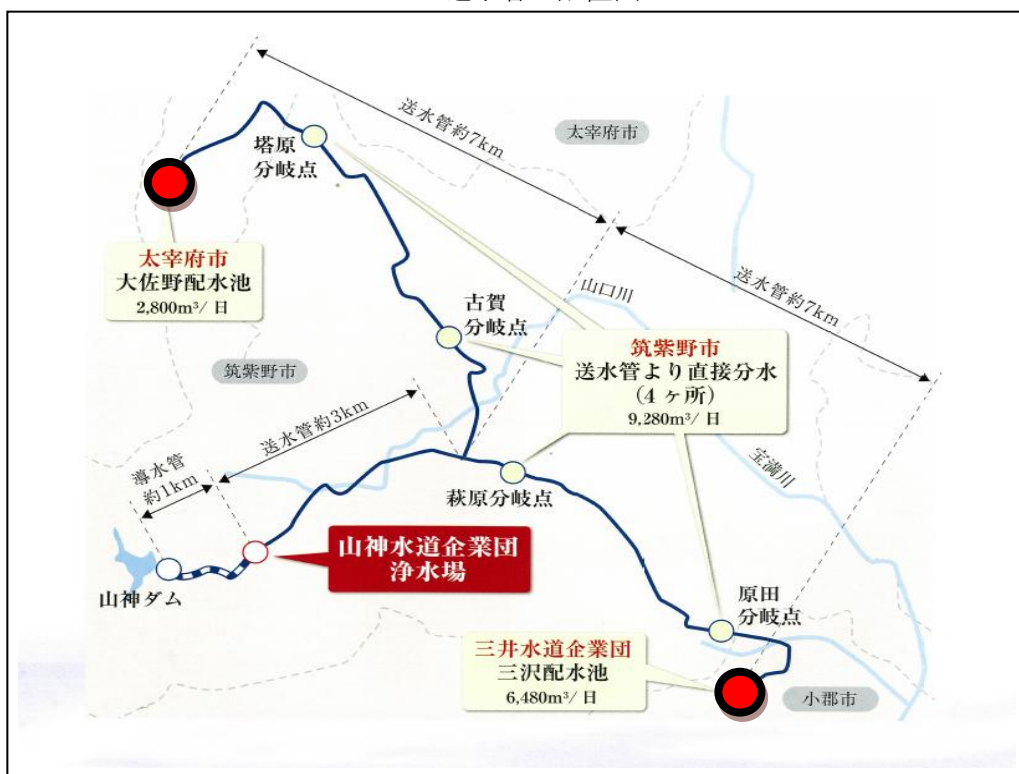 送水管約7km
太宰府市
塔原
分岐点
太宰府市
大佐野配水池
2,800m³/日
送水管約7km
山口川
古賀
分岐点
筑紫野市
送水管より直接分水
(4ヶ所)
9,280m³/日
筑紫野市
送水管約3km
導水管
約1km
宝満川
萩原分岐点
山神水道企業団
浄水場
山神ダム
原田
分岐点
三井水道企業団
三沢配水池
6,480m³/日
小郡市